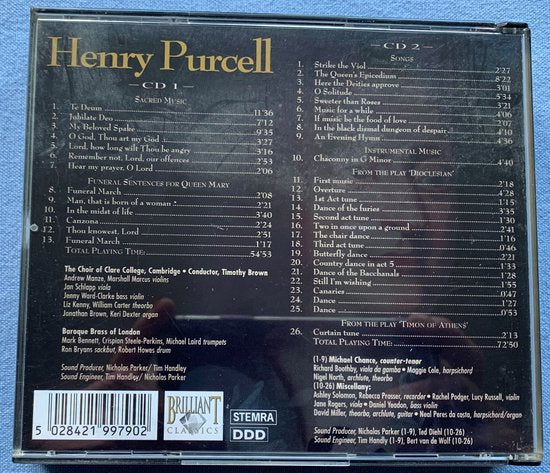 Henry Purcell
— CD 1 —
Sacred Music
1. Te Deum 11'36
2. Jubilate Deo 7'12
3. My Beloved Spake 9'35
4. O God, Thou art my God 3'27
5. Lord, how long wilt Thou be angry 3'16
6. Remember not, Lord, our offences 2'53
7. Hear my prayer, O Lord 2'06
Funeral Sentences for Queen Mary
8. Funeral March 2'08
9. Man, that is born of a woman 2'21
10. In the midst of life 3'40
11. Canzona 2'24
12. Thou knowest, Lord 2'51
13. Funeral March 1'17
Total Playing Time: 54'53
The Choir of Clare College, Cambridge • Conductor, Timothy Brown
Andrew Manze, Marshall Marcus violins
Jan Schlapp viola
Jenny Ward-Clarke bass violin
Liz Kenny, William Carter theorbo
Jonathan Brown, Keri Dexter organ
Baroque Brass of London
Mark Bennett, Crispian Steele-Perkins, Michael Laird trumpets
Ron Bryans sackbut, Robert Howes drum
Sound Producer, Nicholas Parker/ Tim Handley
Sound Engineer, Tim Handley/ Nicholas Parker
5 028421 997902
BRILLIANT
CLASSICS
STEMRA
DDD
— CD 2 —
Songs
1. Strike the Viol 2'27
2. The Queen's Epicedium 8'22
3. Here the Deities approve 3'01
4. O Solitude 5'34
5. Sweeter than Roses 3'21
6. Music for a while 4'06
7. If music be the food of love 2'07
8. In the black dismal dungeon of despair 4'10
9. An Evening Hymn 4'36
Instrumental Music
10. Chaconny in G Minor 4'40
From the play 'Dioclesian'
11. First music 2'18
12. Overture 4'28
13. 1st Act tune 1'15
14. Dance of the furies 3'35
15. Second act tune 1'30
16. Two in once upon a ground 2'41
17. The chair dance 1'16
18. Third act tune 0'46
19. Butterfly dance 2'21
20. Country dance in act 5 1'33
21. Dance of the Bacchanals 1'28
22. Still I'm wishing 1'55
23. Canaries 0'47
24. Dance 1'27
25. Dance 0'53
From the play 'Timon of Athens'
26. Curtain tune 2'13
Total Playing Time: 72'50
(1-9) Michael Chance, counter-tenor
Richard Boothby, viola da gamba • Maggie Cole, harpsichord
Nigel North, archlute, theorbo
(10-26) Miscellany:
Ashley Solomon, Rebecca Prosser, recorder • Rachel Podger, Lucy Russell, violin
Jane Rogers, viola • Daniel Yeadon, bass violin
David Miller, theorbo, archlute, guitar • Neal Peres da costa, harpsichord/organ
Sound Producer, Nicholas Parker (1-9), Ted Diehl (10-26)
Sound Engineer, Tim Handly (1-9), Bert van de Wolf (10-26)